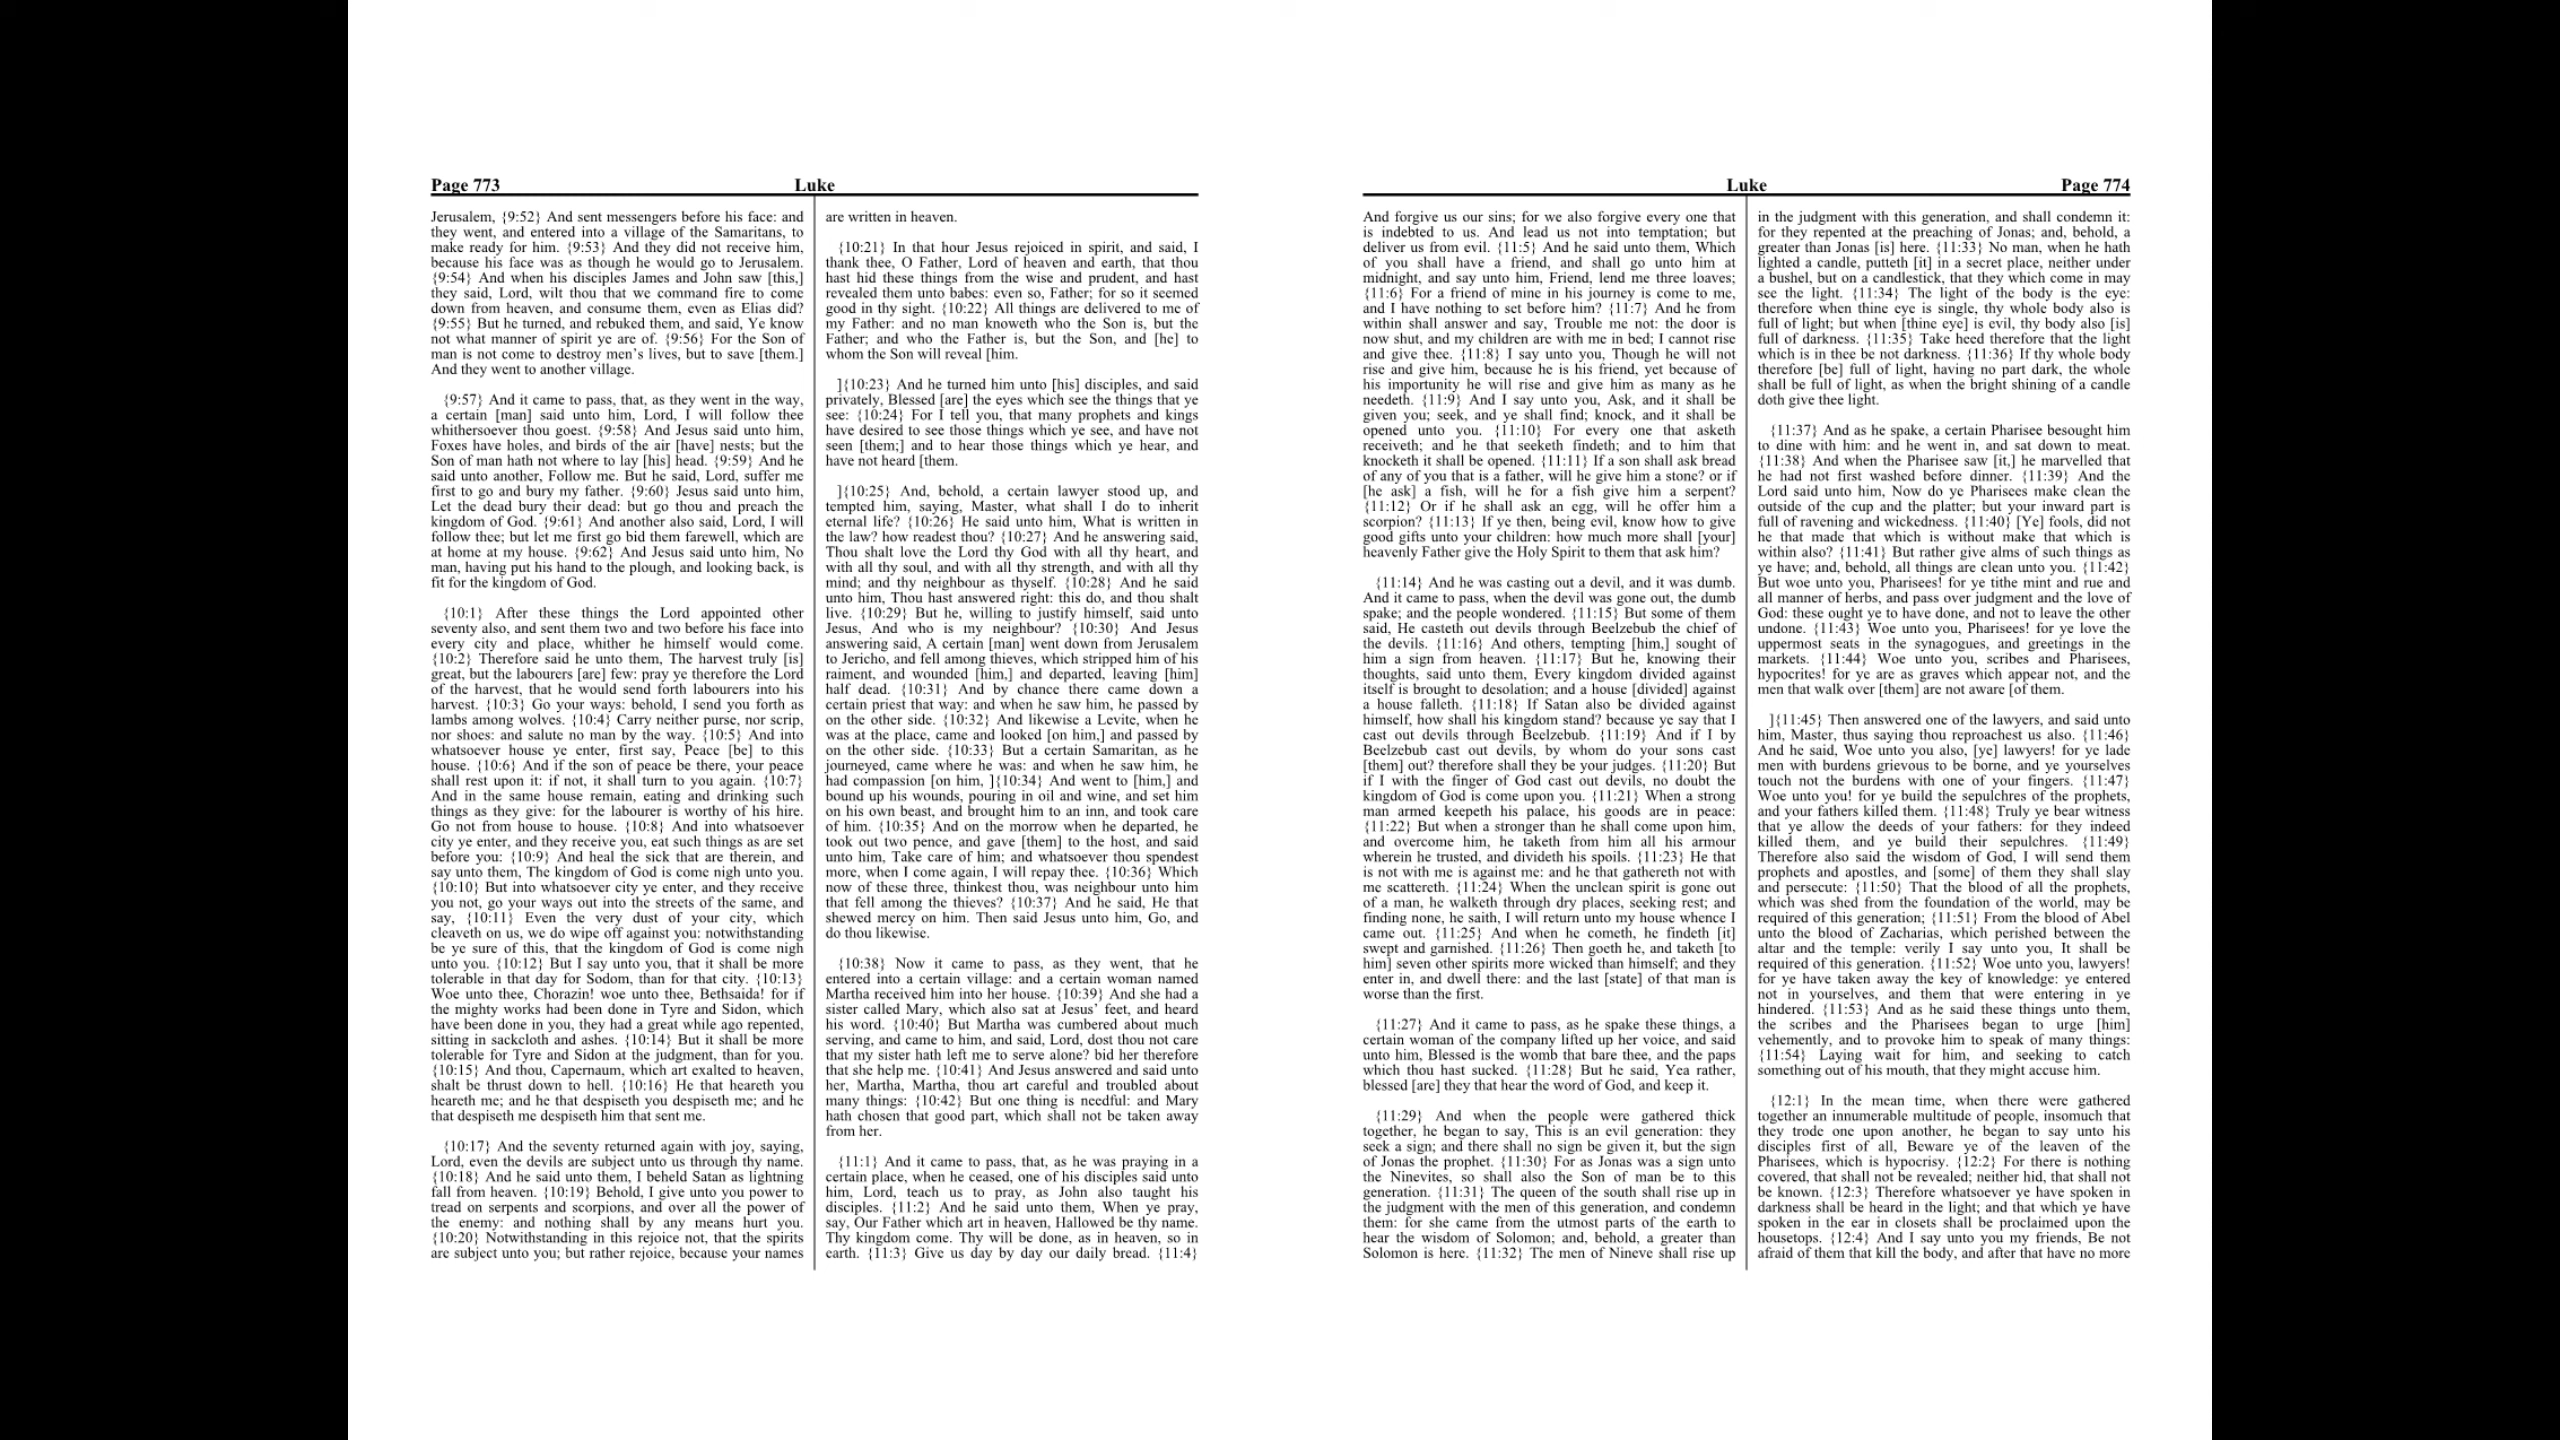 Page 773
Luke
Jerusalem, {9:52} And sent messengers before his face: and
they went, and entered into a village of the Samaritans, to
make ready for him. {9:53} And they did not receive him,
because his face was as though he would go to Jerusalem.
{9:54} And when his disciples James and John saw [this,]
they said, Lord, wilt thou that we command fire to come
down from heaven, and consume them, even as Elias did?
{9:55} But he turned, and rebuked them, and said, Ye know
not what manner of spirit ye are of. {9:56} For the Son of
man is not come to destroy men's lives, but to save [them.]
And they went to another village.
{9:57} And it came to pass, that, as they went in the way,
a certain [man] said unto him, Lord, I will follow thee
whithersoever thou goest. {9:58} And Jesus said unto him,
Foxes have holes, and birds of the air [have] nests; but the
Son of man hath not where to lay [his] head. {9:59} And he
said unto another, Follow me. But he said, Lord, suffer me
first to go and bury my father. {9:60} Jesus said unto him,
Let the dead bury their dead: but go thou and preach the
kingdom of God. {9:61} And another also said, Lord, I will
follow thee; but let me first go bid them farewell, which are
at home at my house. {9:62} And Jesus said unto him, No
man, having put his hand to the plough, and looking back, is
fit for the kingdom of God.
{10:1} After these things the Lord appointed other
seventy also, and sent them two and two before his face into
every city and place, whither he himself would come.
{10:2} Therefore said he unto them, The harvest truly [is]
great, but the labourers [are] few: pray ye therefore the Lord
of the harvest, that he would send forth labourers into his
harvest. {10:3} Go your ways: behold, I send you forth as
lambs among wolves. {10:4} Carry neither purse, nor scrip,
nor shoes: and salute no man by the way. {10:5} And into
whatsoever house ye enter, first say, Peace [be] to this
house. {10:6} And if the son of peace be there, your peace
shall rest upon it: if not, it shall turn to you again. {10:7}
And in the same house remain, eating and drinking such
things as they give: for the labourer is worthy of his hire.
Go not from house to house. {10:8} And into whatsoever
city ye enter, and they receive you, eat such things as are set
before you: {10:9} And heal the sick that are therein, and
say unto them, The kingdom of God is come nigh unto you.
{10:10} But into whatsoever city ye enter, and they receive
you not, go your ways out into the streets of the same, and
say, {10:11} Even the very dust of your city, which
cleaveth on us, we do wipe off against you: notwithstanding
be ye sure of this, that the kingdom of God is come nigh
unto you. {10:12} But I say unto you, that it shall be more
tolerable in that day for Sodom, than for that city. {10:13}
Woe unto thee, Chorazin! woe unto thee, Bethsaida! for if
the mighty works had been done in Tyre and Sidon, which
have been done in you, they had a great while ago repented,
sitting in sackcloth and ashes. {10:14} But it shall be more
tolerable for Tyre and Sidon at the judgment, than for you.
{10:15} And thou, Capernaum, which art exalted to heaven,
shalt be thrust down to hell. {10:16} He that heareth you
heareth me; and he that despiseth you despiseth me; and he
that despiseth me despiseth him that sent me.
{10:17} And the seventy returned again with joy, saying,
Lord, even the devils are subject unto us through thy name.
{10:18} And he said unto them, I beheld Satan as lightning
fall from heaven. {10:19} Behold, I give unto you power to
tread on serpents and scorpions, and over all the power of
the enemy: and nothing shall by any means hurt you.
{10:20} Notwithstanding in this rejoice not, that the spirits
are subject unto you; but rather rejoice, because your names
are written in heaven.
{10:21} In that hour Jesus rejoiced in spirit, and said, I
thank thee, O Father, Lord of heaven and earth, that thou
hast hid these things from the wise and prudent, and hast
revealed them unto babes: even so, Father; for so it seemed
good in thy sight. {10:22} All things are delivered to me of
my Father: and no man knoweth who the Son is, but the
Father; and who the Father is, but the Son, and [he] to
whom the Son will reveal [him.
]{10:23} And he turned him unto [his] disciples, and said
privately, Blessed [are] the eyes which see the things that ye
see: {10:24} For I tell you, that many prophets and kings
have desired to see those things which ye see, and have not
seen [them;] and to hear those things which ye hear, and
have not heard [them.
]{10:25} And, behold, a certain lawyer stood up, and
tempted him, saying, Master, what shall I do to inherit
eternal life? {10:26} He said unto him, What is written in
the law? how readest thou? {10:27} And he answering said,
Thou shalt love the Lord thy God with all thy heart, and
with all thy soul, and with all thy strength, and with all thy
mind; and thy neighbour as thyself. {10:28} And he said
unto him, Thou hast answered right: this do, and thou shalt
live. {10:29} But he, willing to justify himself, said unto
Jesus, And who is my neighbour? {10:30} And Jesus
answering said, A certain [man] went down from Jerusalem
to Jericho, and fell among thieves, which stripped him of his
raiment, and wounded [him,] and departed, leaving [him]
half dead. {10:31} And by chance there came down a
certain priest that way: and when he saw him, he passed by
on the other side. {10:32} And likewise a Levite, when he
was at the place, came and looked [on him,] and passed by
on the other side. {10:33} But a certain Samaritan, as he
journeyed, came where he was: and when he saw him, he
had compassion [on him, ]{10:34} And went to [him,] and
bound up his wounds, pouring in oil and wine, and set him
on his own beast, and brought him to an inn, and took care
of him. {10:35} And on the morrow when he departed, he
took out two pence, and gave [them] to the host, and said
unto him, Take care of him; and whatsoever thou spendest
more, when I come again, I will repay thee. {10:36} Which
now of these three, thinkest thou, was neighbour unto him
that fell among the thieves? {10:37} And he said, He that
shewed mercy on him. Then said Jesus unto him, Go, and
do thou likewise.
{10:38} Now it came to pass, as they went, that he
entered into a certain village: and a certain woman named
Martha received him into her house. {10:39} And she had a
sister called Mary, which also sat at Jesus' feet, and heard
his word. {10:40} But Martha was cumbered about much
serving, and came to him, and said, Lord, dost thou not care
that my sister hath left me to serve alone? bid her therefore
that she help me. {10:41} And Jesus answered and said unto
her, Martha, Martha, thou art careful and troubled about
many things: {10:42} But one thing is needful: and Mary
hath chosen that good part, which shall not be taken away
from her.
{11:1} And it came to pass, that, as he was praying in a
certain place, when he ceased, one of his disciples said unto
him, Lord, teach us to pray, as John also taught his
disciples. {11:2} And he said unto them, When ye pray,
say, Our Father which art in heaven, Hallowed be thy name.
Thy kingdom come. Thy will be done, as in heaven, so in
earth. {11:3} Give us day by day our daily bread. {11:4}
Luke
Page 774
And forgive us our sins; for we also forgive every one that
is indebted to us. And lead us not into temptation; but
deliver us from evil. {11:5} And he said unto them, Which
of you shall have a friend, and shall go unto him at
midnight, and say unto him, Friend, lend me three loaves;
{11:6} For a friend of mine in his journey is come to me,
and I have nothing to set before him? {11:7} And he from
within shall answer and say, Trouble me not: the door is
now shut, and my children are with me in bed; I cannot rise
and give thee. {11:8} I say unto you, Though he will not
rise and give him, because he is his friend, yet because of
his importunity he will rise and give him as many as he
needeth. {11:9} And I say unto you, Ask, and it shall be
given you; seek, and ye shall find; knock, and it shall be
opened unto you. {11:10} For every one that asketh
receiveth; and he that seeketh findeth; and to him that
knocketh it shall be opened. {11:11} If a son shall ask bread
of any of you that is a father, will he give him a stone? or if
[he ask] a fish, will he for a fish give him a serpent?
{11:12} Or if he shall ask an egg, will he offer him a
scorpion? {11:13} If ye then, being evil, know how to give
good gifts unto your children: how much more shall [your]
heavenly Father give the Holy Spirit to them that ask him?
{11:14} And he was casting out a devil, and it was dumb.
And it came to pass, when the devil was gone out, the dumb
spake; and the people wondered. {11:15} But some of them
said, He casteth out devils through Beelzebub the chief of
the devils. {11:16} And others, tempting [him,] sought of
him a sign from heaven. {11:17} But he, knowing their
thoughts, said unto them, Every kingdom divided against
itself is brought to desolation; and a house [divided] against
a house falleth. {11:18} If Satan also be divided against
himself, how shall his kingdom stand? because ye say that I
cast out devils through Beelzebub. {11:19} And if I by
Beelzebub cast out devils, by whom do your sons cast
[them] out? therefore shall they be your judges. {11:20} But
if I with the finger of God cast out devils, no doubt the
kingdom of God is come upon you. {11:21} When a strong
man armed keepeth his palace, his goods are in peace:
{11:22} But when a stronger than he shall come upon him,
and overcome him, he taketh from him all his armour
wherein he trusted, and divideth his spoils. {11:23} He that
is not with me is against me: and he that gathereth not with
me scattereth. {11:24} When the unclean spirit is gone out
of a man, he walketh through dry places, seeking rest; and
finding none, he saith, I will return unto my house whence I
came out. {11:25} And when he cometh, he findeth [it]
swept and garnished. {11:26} Then goeth he, and taketh [to
him] seven other spirits more wicked than himself; and they
enter in, and dwell there: and the last [state] of that man is
worse than the first.
{11:27} And it came to pass, as he spake these things, a
certain woman of the company lifted up her voice, and said
unto him, Blessed is the womb that bare thee, and the paps
which thou hast sucked. {11:28} But he said, Yea rather,
blessed [are] they that hear the word of God, and keep it.
{11:29} And when the people were gathered thick
together, he began to say, This is an evil generation: they
seek a sign; and there shall no sign be given it, but the sign
of Jonas the prophet. {11:30} For as Jonas was a sign unto
the Ninevites, so shall also the Son of man be to this
generation. {11:31} The queen of the south shall rise up in
the judgment with the men of this generation, and condemn
them: for she came from the utmost parts of the earth to
hear the wisdom of Solomon; and, behold, a greater than
Solomon is here. {11:32} The men of Nineve shall rise up
in the judgment with this generation, and shall condemn it:
for they repented at the preaching of Jonas; and, behold, a
greater than Jonas [is] here. {11:33} No man, when he hath
lighted a candle, putteth [it] in a secret place, neither under
a bushel, but on a candlestick, that they which come in may
see the light. {11:34} The light of the body is the eye:
therefore when thine eye is single, thy whole body also is
full of light; but when [thine eye] is evil, thy body also [is]
full of darkness. {11:35} Take heed therefore that the light
which is in thee be not darkness. {11:36} If thy whole body
therefore [be] full of light, having no part dark, the whole
shall be full of light, as when the bright shining of a candle
doth give thee light.
{11:37} And as he spake, a certain Pharisee besought him
to dine with him: and he went in, and sat down to meat.
{11:38} And when the Pharisee saw [it,] he marvelled that
he had not first washed before dinner. {11:39} And the
Lord said unto him, Now do ye Pharisees make clean the
outside of the cup and the platter; but your inward part is
full of ravening and wickedness. {11:40} [Ye] fools, did not
he that made that which is without make that which is
within also? {11:41} But rather give alms of such things as
ye have; and, behold, all things are clean unto you. {11:42}
But woe unto you, Pharisees! for ye tithe mint and rue and
all manner of herbs, and pass over judgment and the love of
God: these ought ye to have done, and not to leave the other
undone. {11:43} Woe unto you, Pharisees! for ye love the
uppermost seats in the synagogues, and greetings in the
markets. {11:44} Woe unto you, scribes and Pharisees,
hypocrites! for ye are as graves which appear not, and the
men that walk over [them] are not aware [of them.
]{11:45} Then answered one of the lawyers, and said unto
him, Master, thus saying thou reproachest us also. {11:46}
And he said, Woe unto you also, [ye] lawyers! for ye lade
men with burdens grievous to be borne, and ye yourselves
touch not the burdens with one of your fingers. {11:47}
Woe unto you! for ye build the sepulchres of the prophets,
and your fathers killed them. {11:48} Truly ye bear witness
that ye allow the deeds of your fathers: for they indeed
killed them, and ye build their sepulchres. {11:49}
Therefore also said the wisdom of God, I will send them
prophets and apostles, and [some] of them they shall slay
and persecute: {11:50} That the blood of all the prophets,
which was shed from the foundation of the world, may be
required of this generation; {11:51} From the blood of Abel
unto the blood of Zacharias, which perished between the
altar and the temple: verily I say unto you, It shall be
required of this generation. {11:52} Woe unto you, lawyers!
for ye have taken away the key of knowledge: ye entered
not in yourselves, and them that were entering in ye
hindered. {11:53} And as he said these things unto them,
the scribes and the Pharisees began to urge [him]
vehemently, and to provoke him to speak of many things:
{11:54} Laying wait for him, and seeking to catch
something out of his mouth, that they might accuse him.
{12:1} In the mean time, when there were gathered
together an innumerable multitude of people, insomuch that
they trode one upon another, he began to say unto his
disciples first of all, Beware ye of the leaven of the
Pharisees, which is hypocrisy. {12:2} For there is nothing
covered, that shall not be revealed; neither hid, that shall not
be known. {12:3} Therefore whatsoever ye have spoken in
darkness shall be heard in the light; and that which ye have
spoken in the ear in closets shall be proclaimed upon the
housetops. {12:4} And I say unto you my friends, Be not
afraid of them that kill the body, and after that have no more